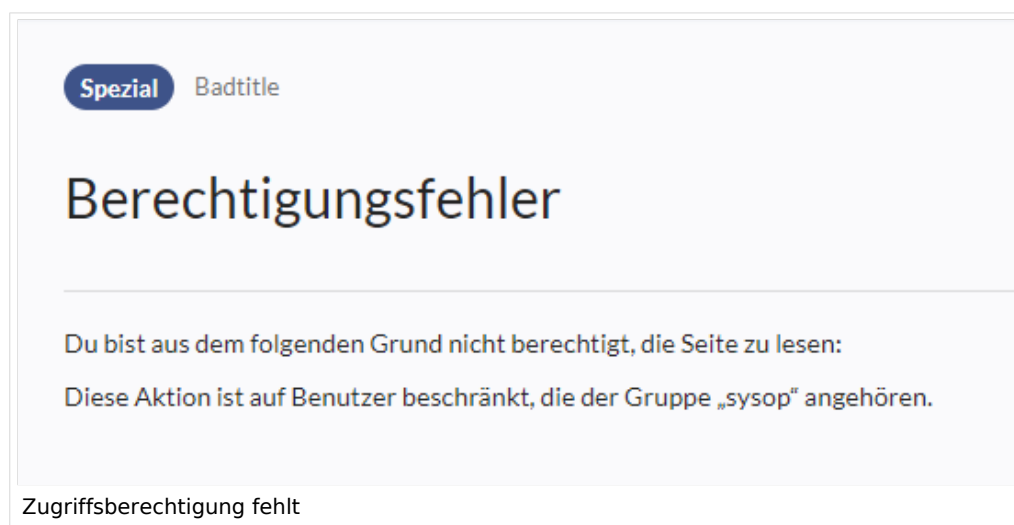 Spezial Badtitle
Berechtigungsfehler
Du bist aus dem folgenden Grund nicht berechtigt, die Seite zu lesen:
Diese Aktion ist auf Benutzer beschränkt, die der Gruppe „sysop“ angehören.
Zugriffsberechtigung fehlt